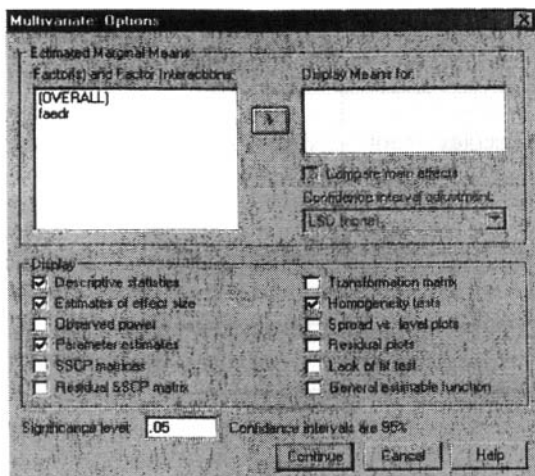 Multivariate: Options
Estimated Marginal Means
Factor(s) and Factor Interactions:
(OVERALL)
faedr
Display Means for:
Compare main effects
Confidence interval adjustment:
LSD (none)
Display
Descriptive statistics
Estimates of effect size
Observed power
Parameter estimates
SSCP matrices
Residual SSCP matrix
Transformation matrix
Homogeneity tests
Spread vs. level plots
Residual plots
Lack of fit test
General estimable function
Significance level: .05 Confidence intervals are 95%
Continue Cancel Help